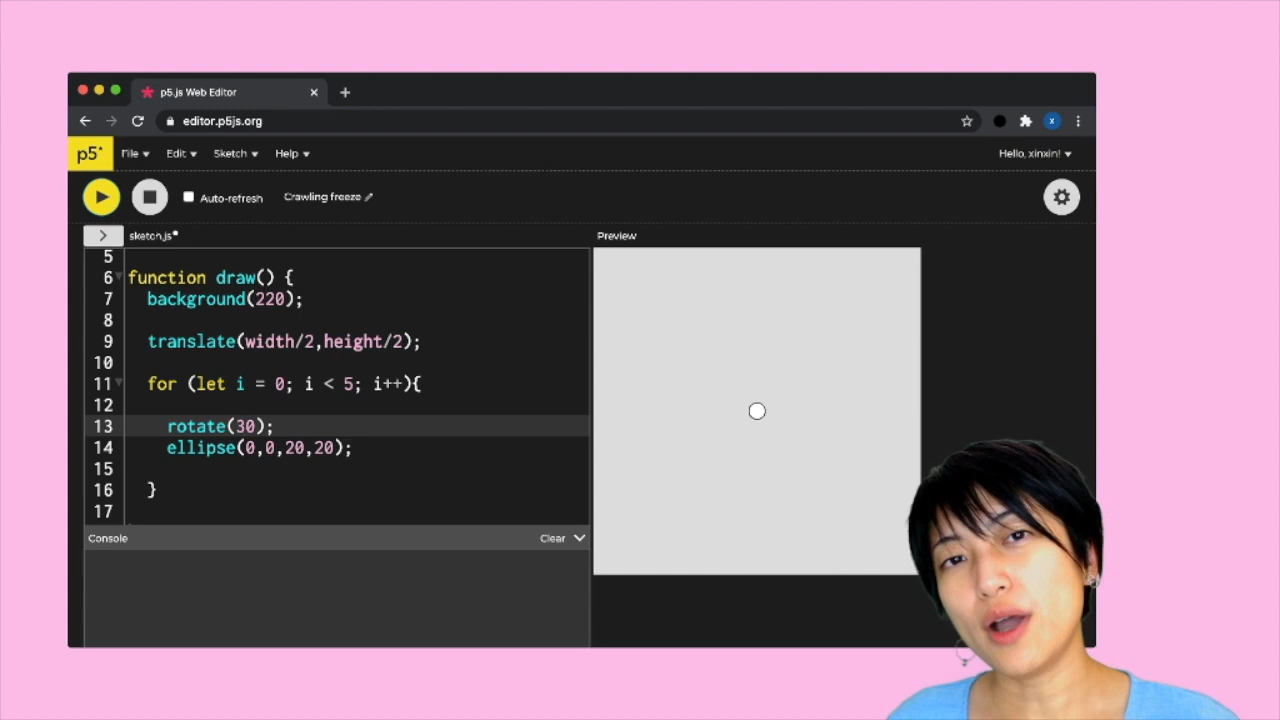 p5.js Web Editor
editor.p5js.org
p5* File Edit Sketch Help Hello, xinxin!
Auto-refresh Crawling freeze
sketch.js Preview
5
6 function draw() {
7 background(220);
8
9 translate(width/2,height/2);
10
11 for (let i = 0; i < 5; i++){
12
13 rotate(30);
14 ellipse(0,0,20,20);
15
16 }
17
Console Clear